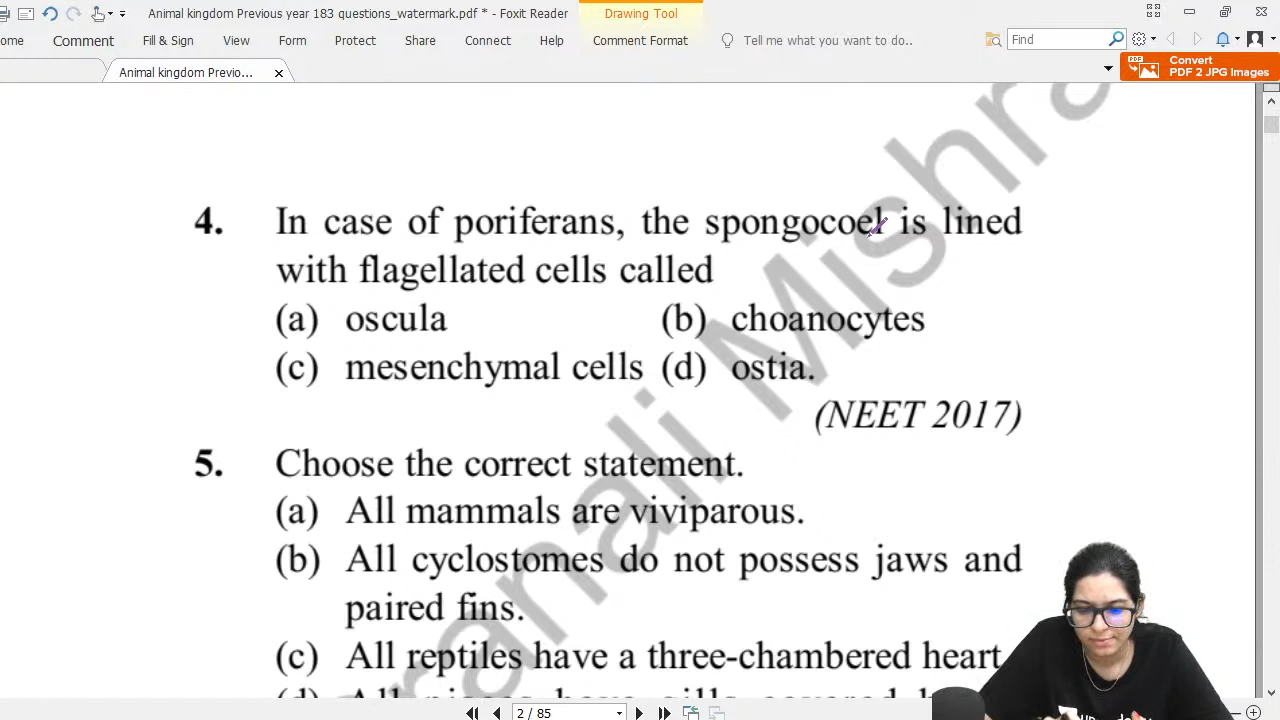 Animal kingdom Previous year 183 questions_watermark.pdf * - Foxit Reader
Drawing Tool
ome Comment Fill & Sign View Form Protect Share Connect Help Comment Format Tell me what you want to do.. Find
Animal kingdom Previo...
Convert
PDF 2 JPG Images
4. In case of poriferans, the spongocoel is lined
with flagellated cells called
(a) oscula (b) choanocytes
(c) mesenchymal cells (d) ostia.
(NEET 2017)
5. Choose the correct statement.
(a) All mammals are viviparous.
(b) All cyclostomes do not possess jaws and
paired fins.
(c) All reptiles have a three-chambered heart
anali Mishra
2 / 85